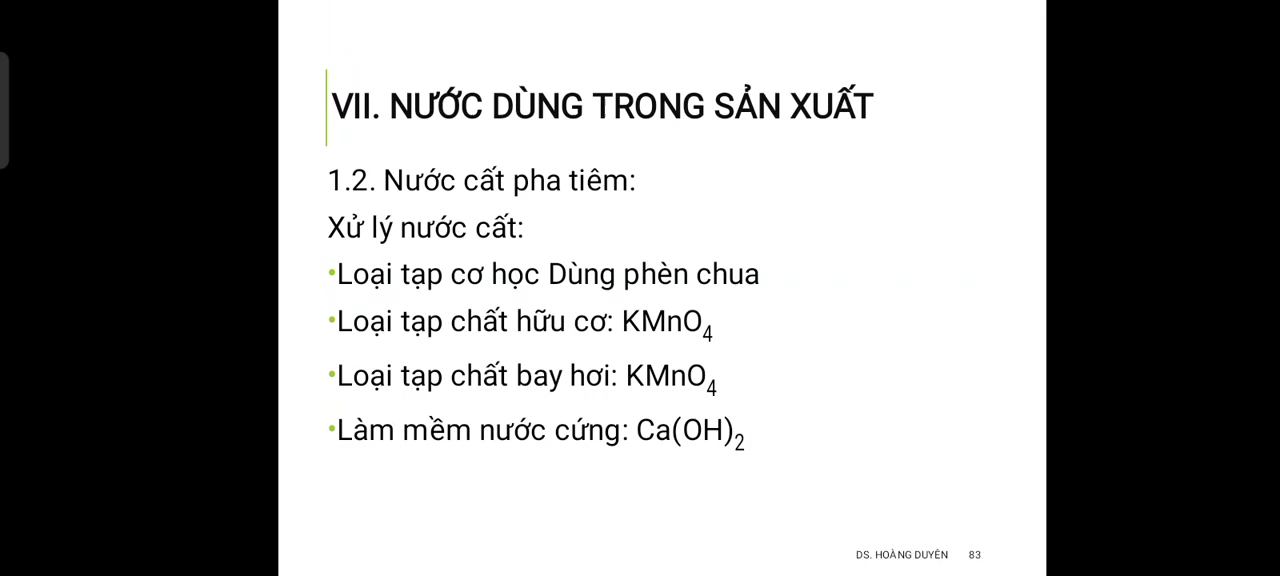 VII. NƯỚC DÙNG TRONG SẢN XUẤT
1.2. Nước cất pha tiêm:
Xử lý nước cất:
•Loại tạp cơ học Dùng phèn chua
•Loại tạp chất hữu cơ: KMnO₄
•Loại tạp chất bay hơi: KMnO₄
•Làm mềm nước cứng: Ca(OH)₂
DS. HOÀNG DUYÊN 83